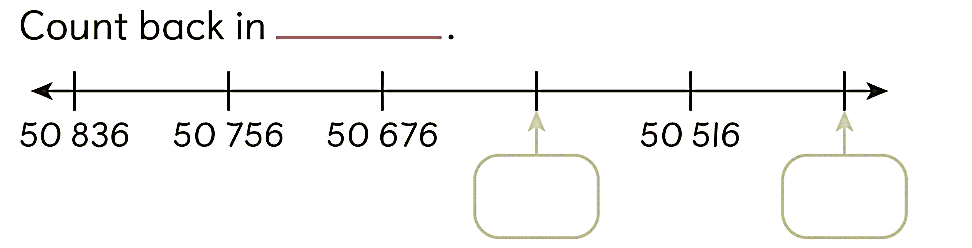 Count back in ________ .
50 836 50 756 50 676 50 516